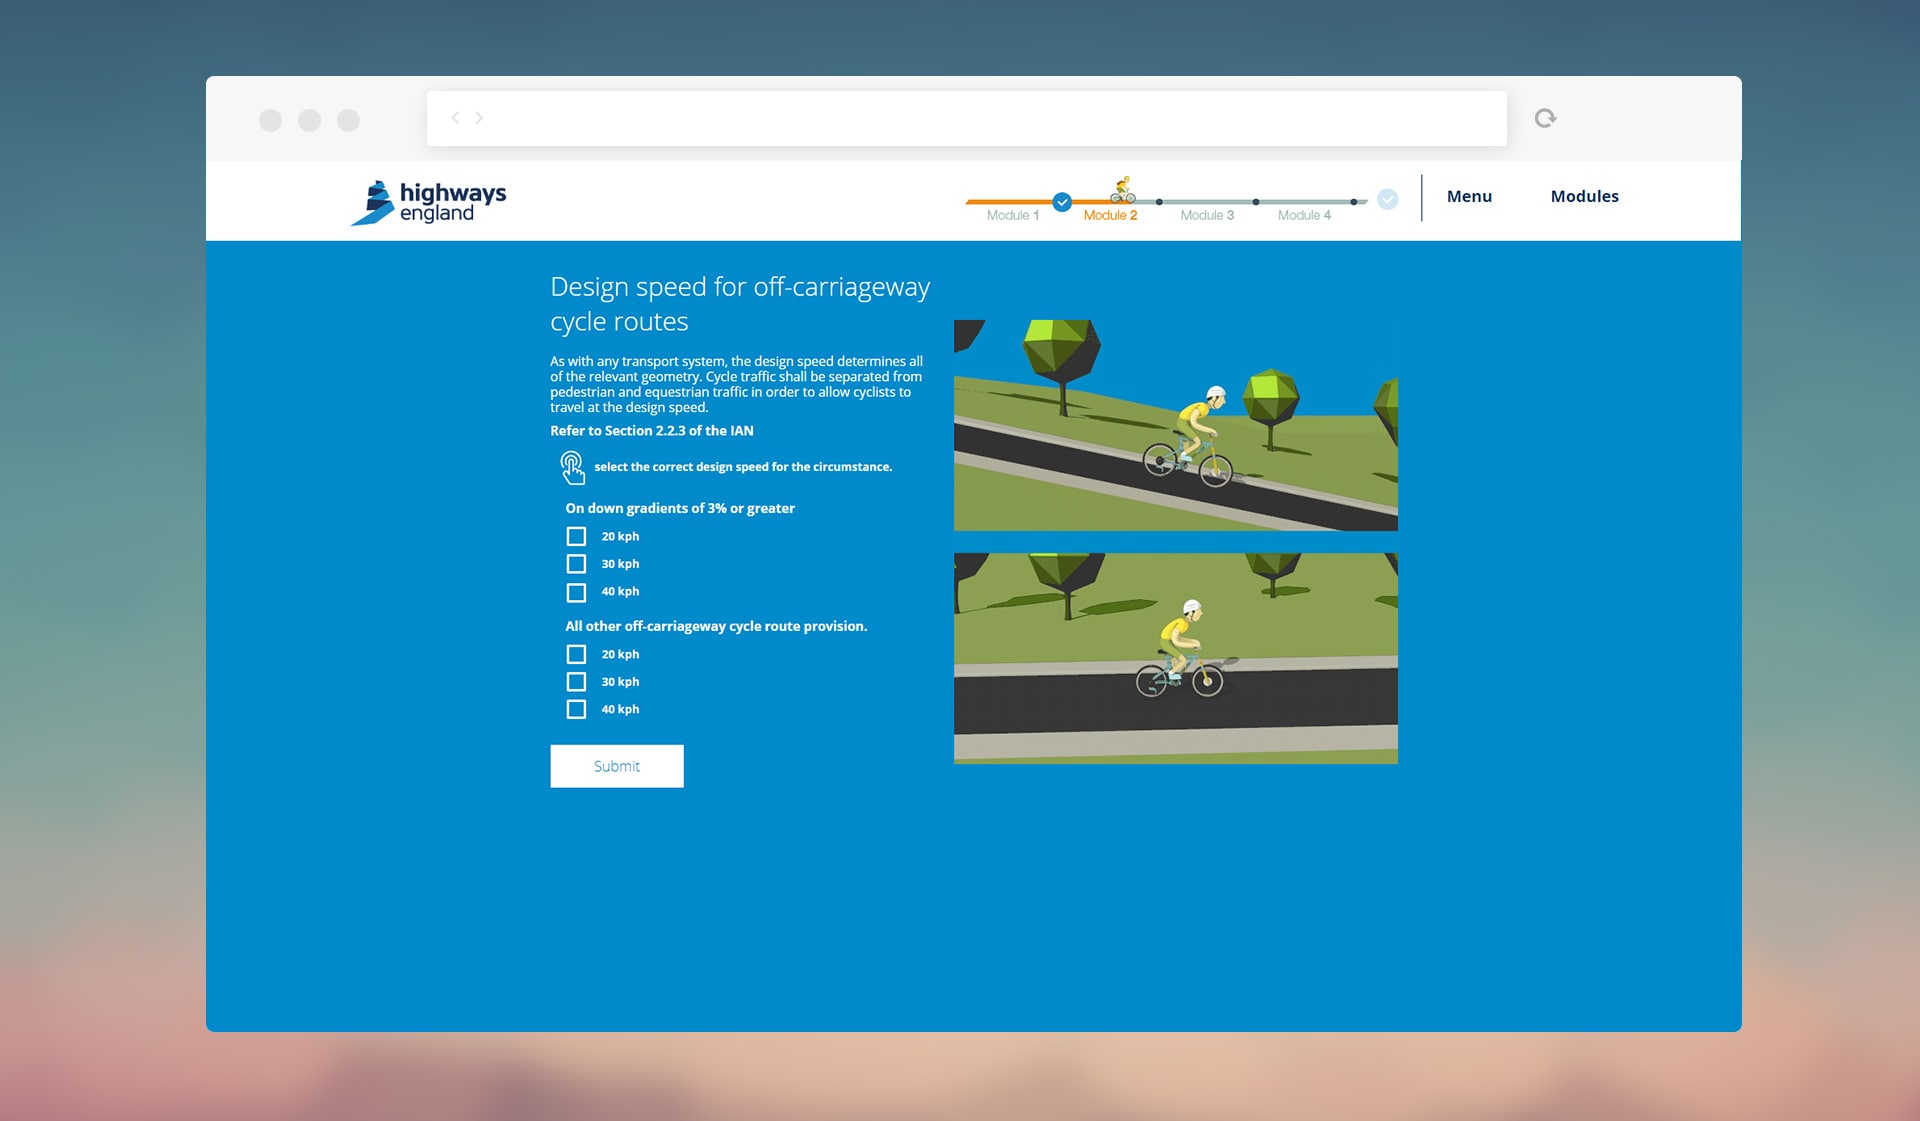 highways
england
Module 1
Module 2
Module 3
Module 4
Menu
Modules
Design speed for off-carriageway
cycle routes
As with any transport system, the design speed determines all
of the relevant geometry. Cycle traffic shall be separated from
pedestrian and equestrian traffic in order to allow cyclists to
travel at the design speed.
Refer to Section 2.2.3 of the IAN
select the correct design speed for the circumstance.
On down gradients of 3% or greater
20 kph
30 kph
40 kph
All other off-carriageway cycle route provision.
20 kph
30 kph
40 kph
Submit